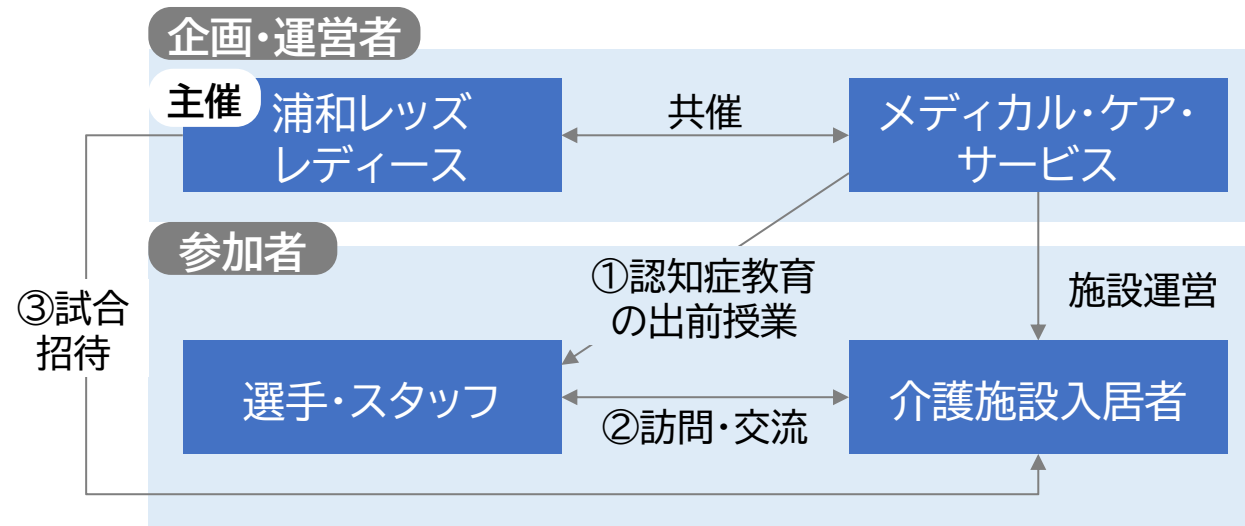 企画・運営者
主催
浦和レッズ
レディース
共催
メディカル・ケア・
サービス
参加者
①認知症教育
の出前授業
施設運営
③試合
招待
選手・スタッフ
②訪問・交流
介護施設入居者